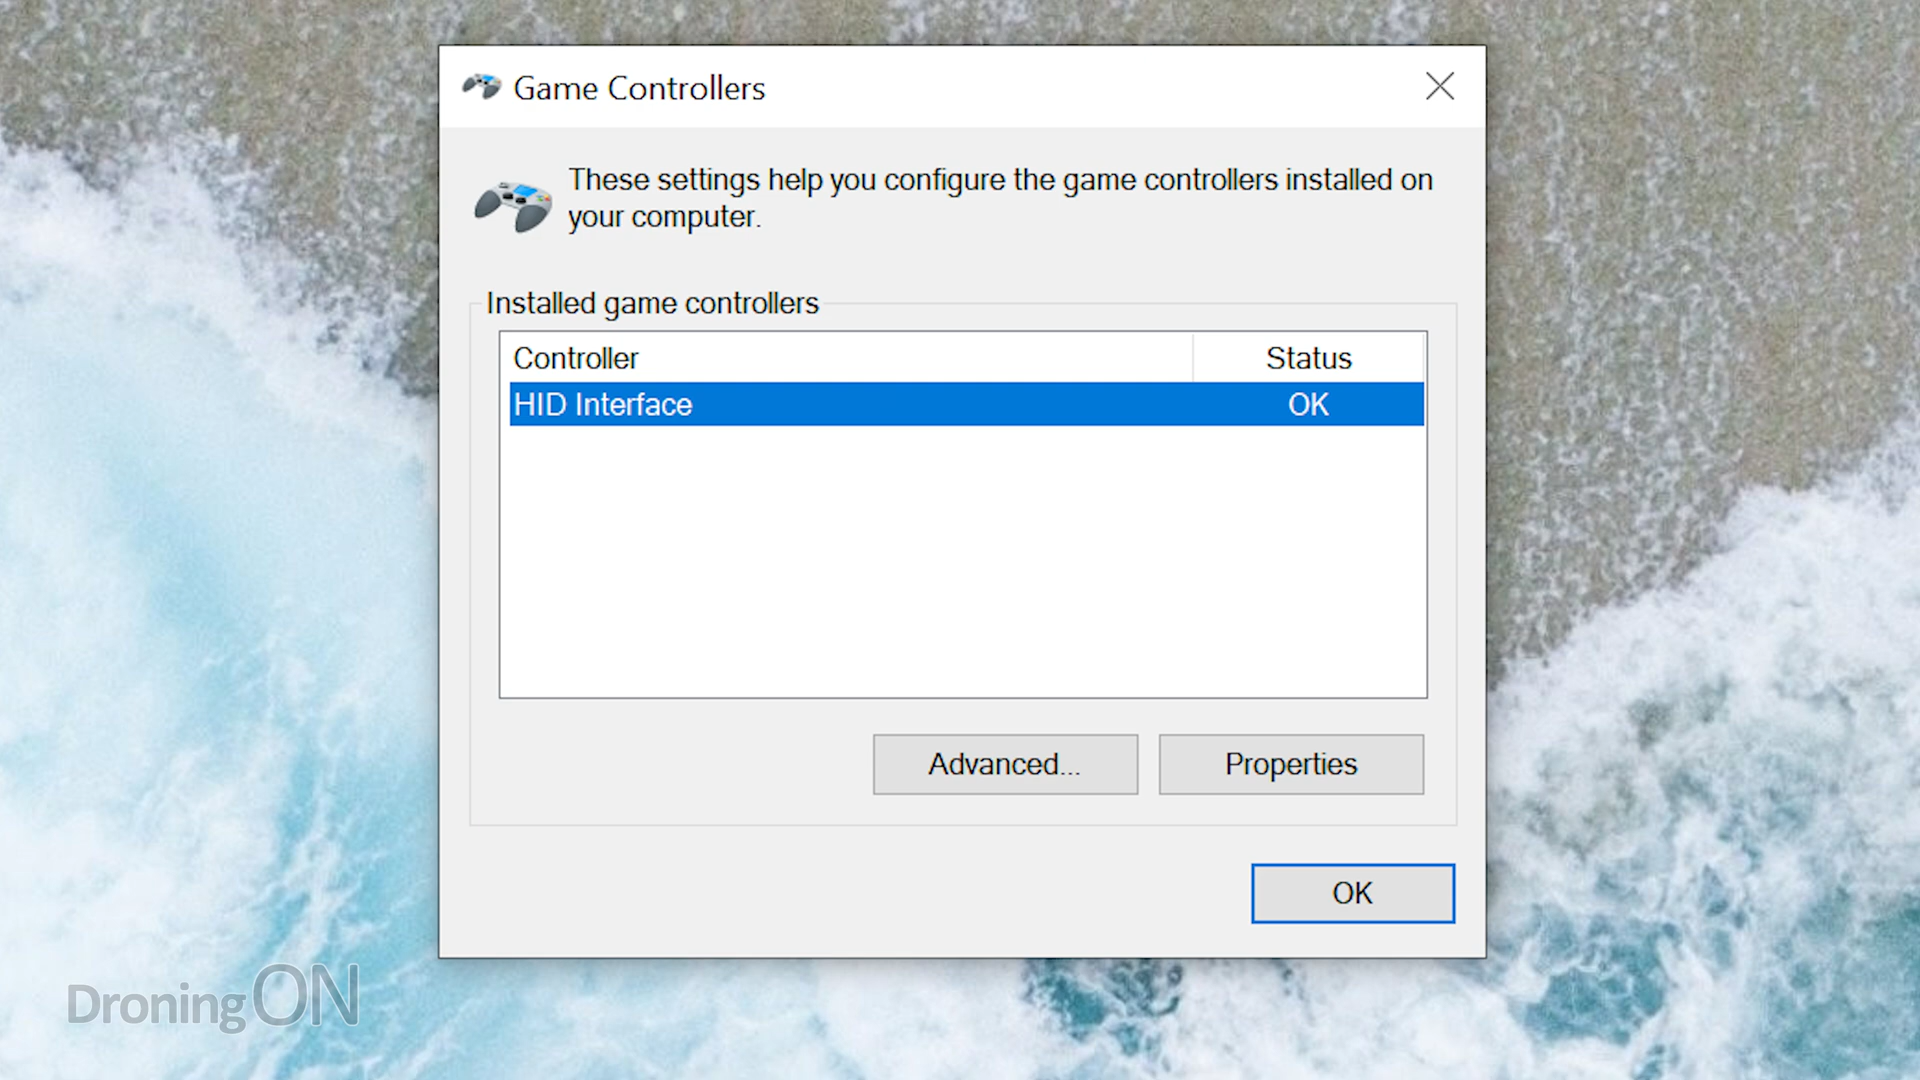 Game Controllers
These settings help you configure the game controllers installed on
your computer.
Installed game controllers
Controller Status
HID Interface OK
Advanced... Properties
OK
DroningON